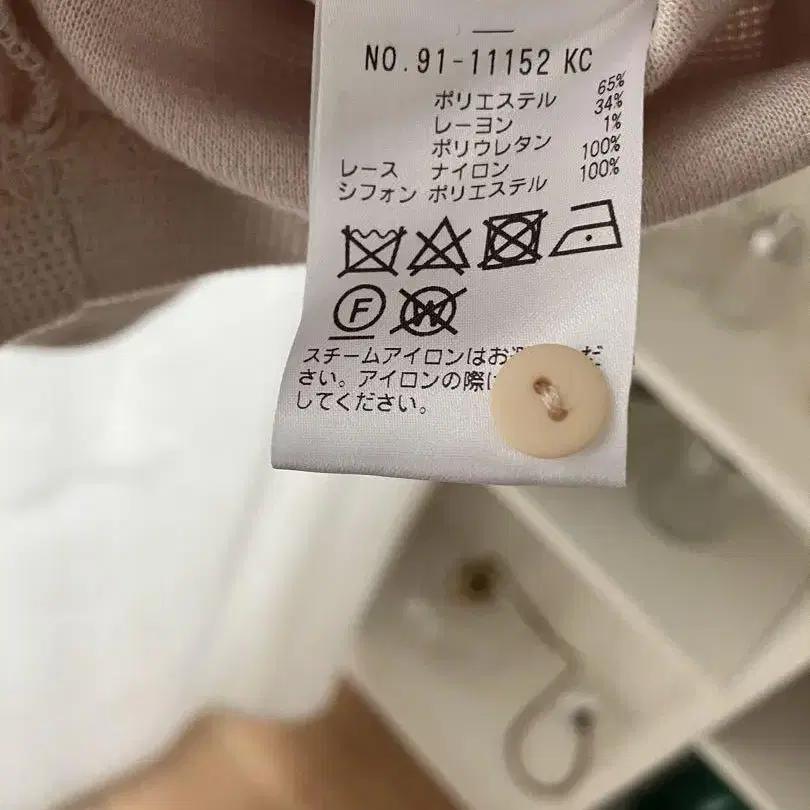 NO.91-11152 KC
ポリエステル 65%
レーヨン 34%
ポリウレタン 1%
レース ナイロン 100%
シフォン ポリエステル 100%
F
W
スチームアイロンはお だ
さい。アイロンの際は
してください。